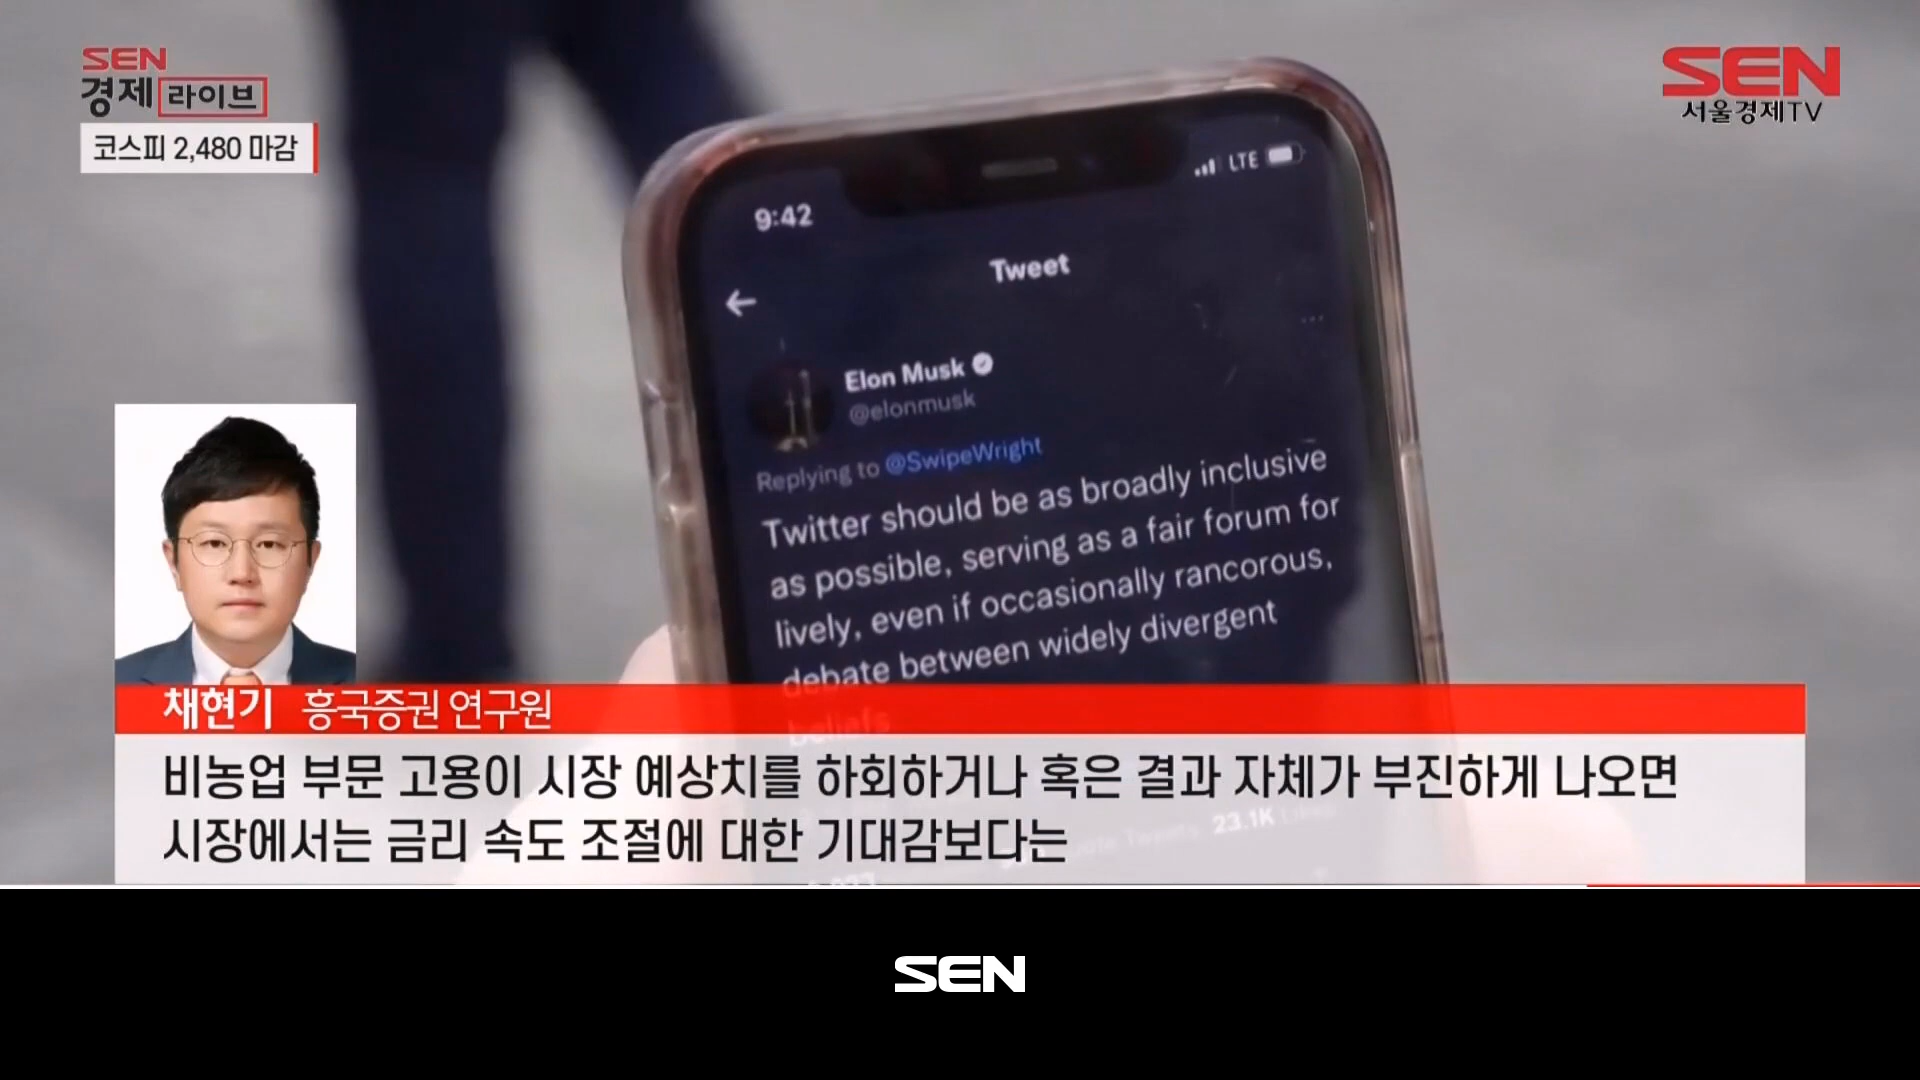 SEN
경제 라이브
코스피 2,480 마감
SEN
서울경제TV
9:42
LTE
Tweet
Elon Musk
@elonmusk
Replying to @SwipeWright
Twitter should be as broadly inclusive
as possible, serving as a fair forum for
lively, even if occasionally rancorous,
debate between widely divergent
beliefs
23.1K
채현기 흥국증권 연구원
비농업 부문 고용이 시장 예상치를 하회하거나 혹은 결과 자체가 부진하게 나오면
시장에서는 금리 속도 조절에 대한 기대감보다는
SEN